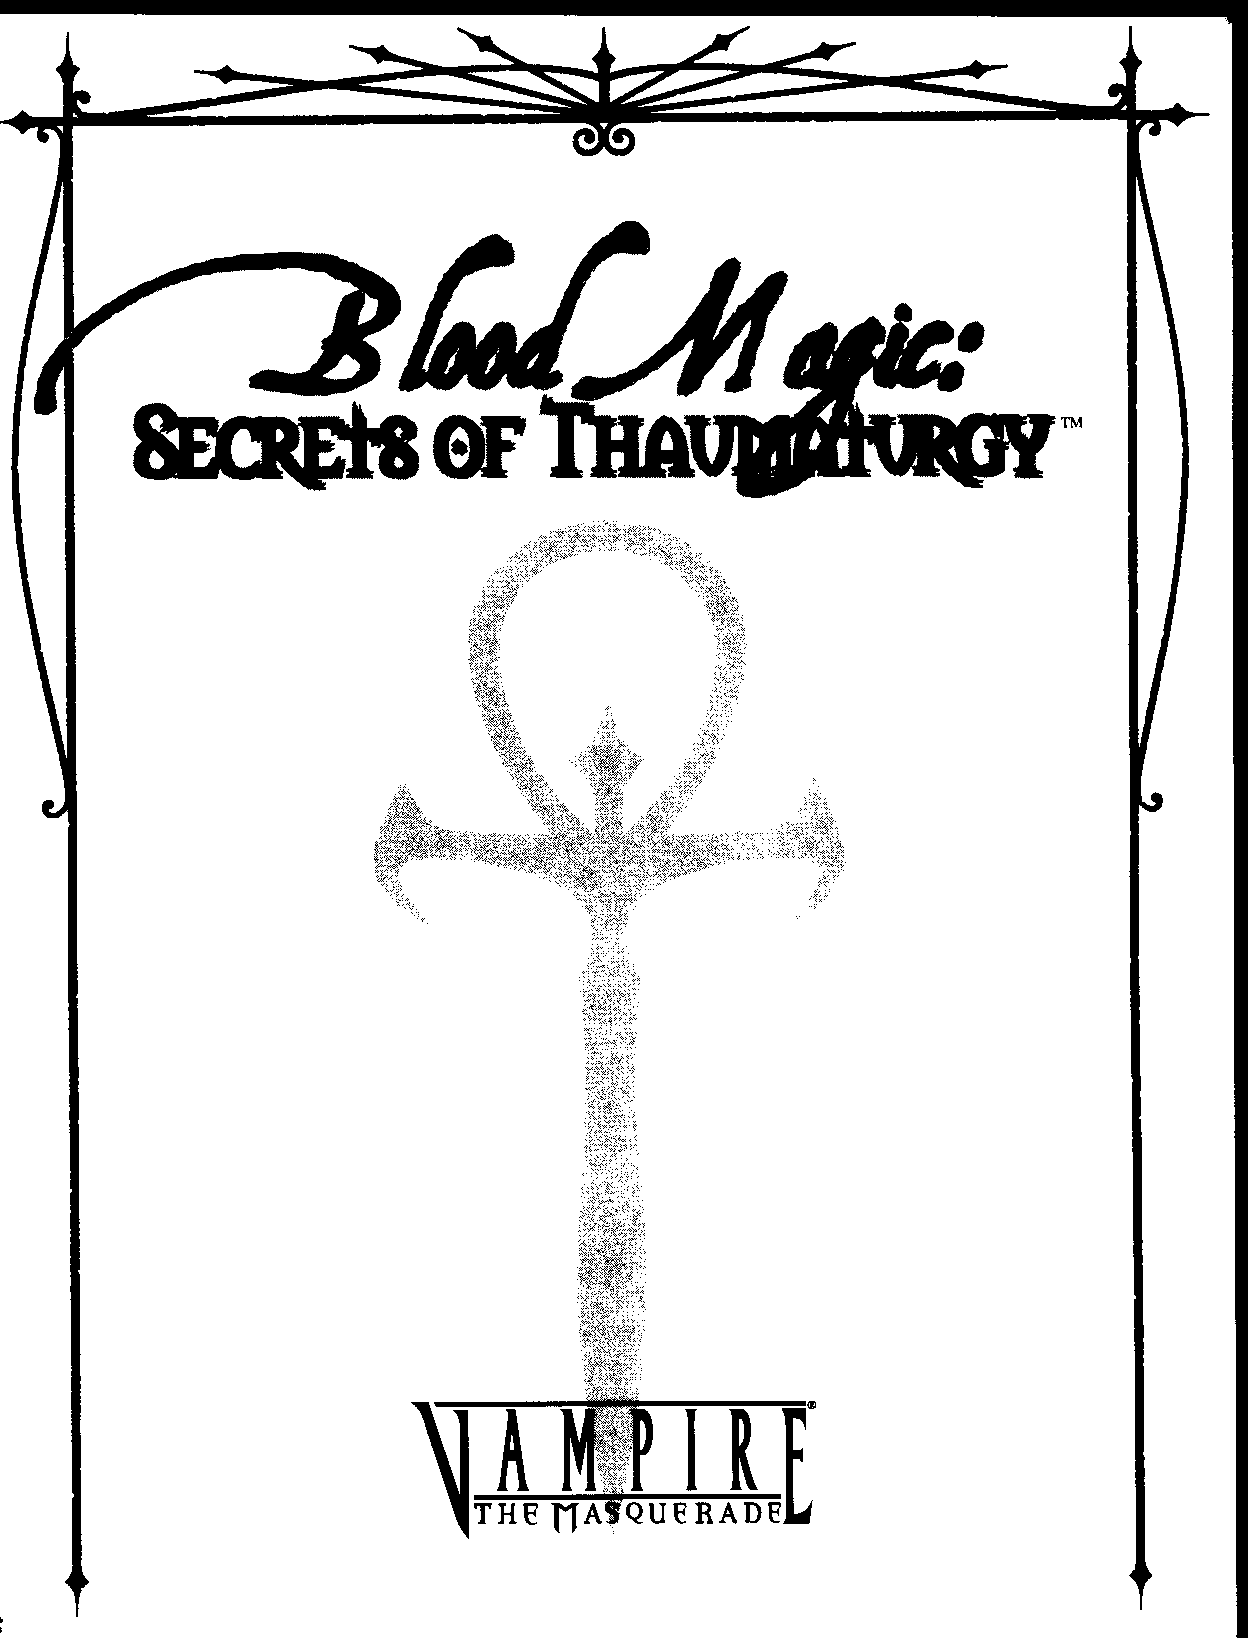 Blood Magic:
SECRETS OF THAUMATURGY™
VAMPIRE®
THE MASQUERADE